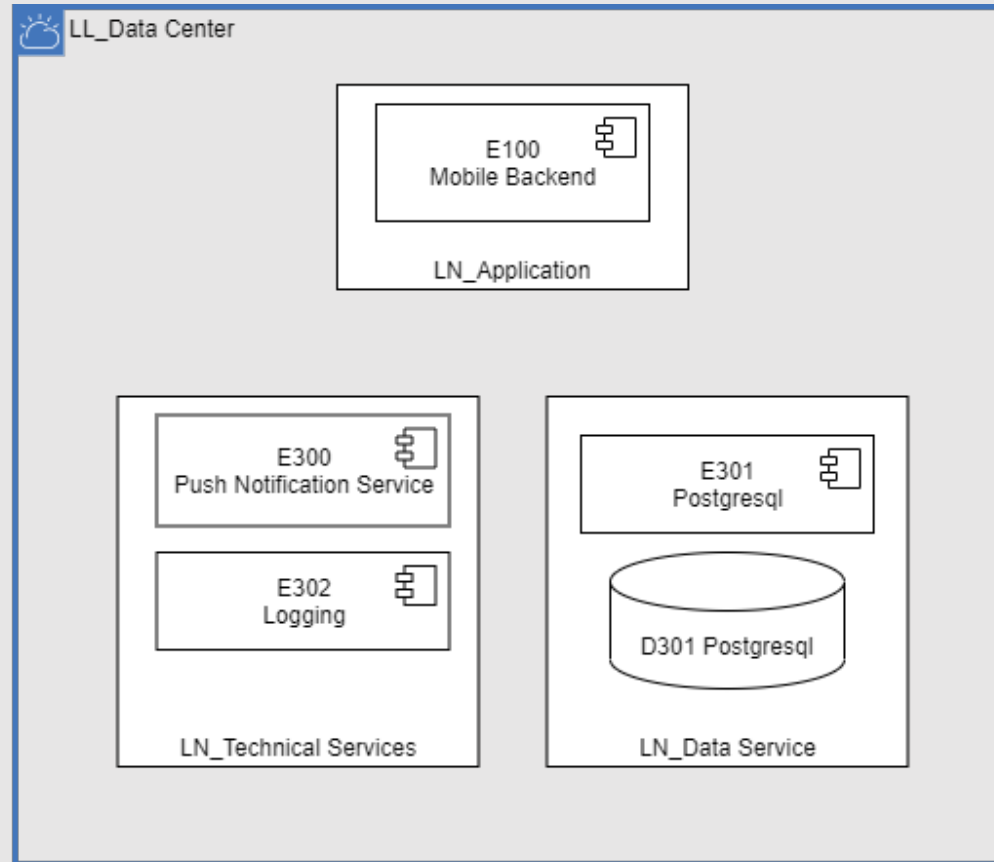 LL_Data Center
E100
Mobile Backend
LN_Application
E300
Push Notification Service
E302
Logging
LN_Technical Services
E301
Postgresql
D301 Postgresql
LN_Data Service